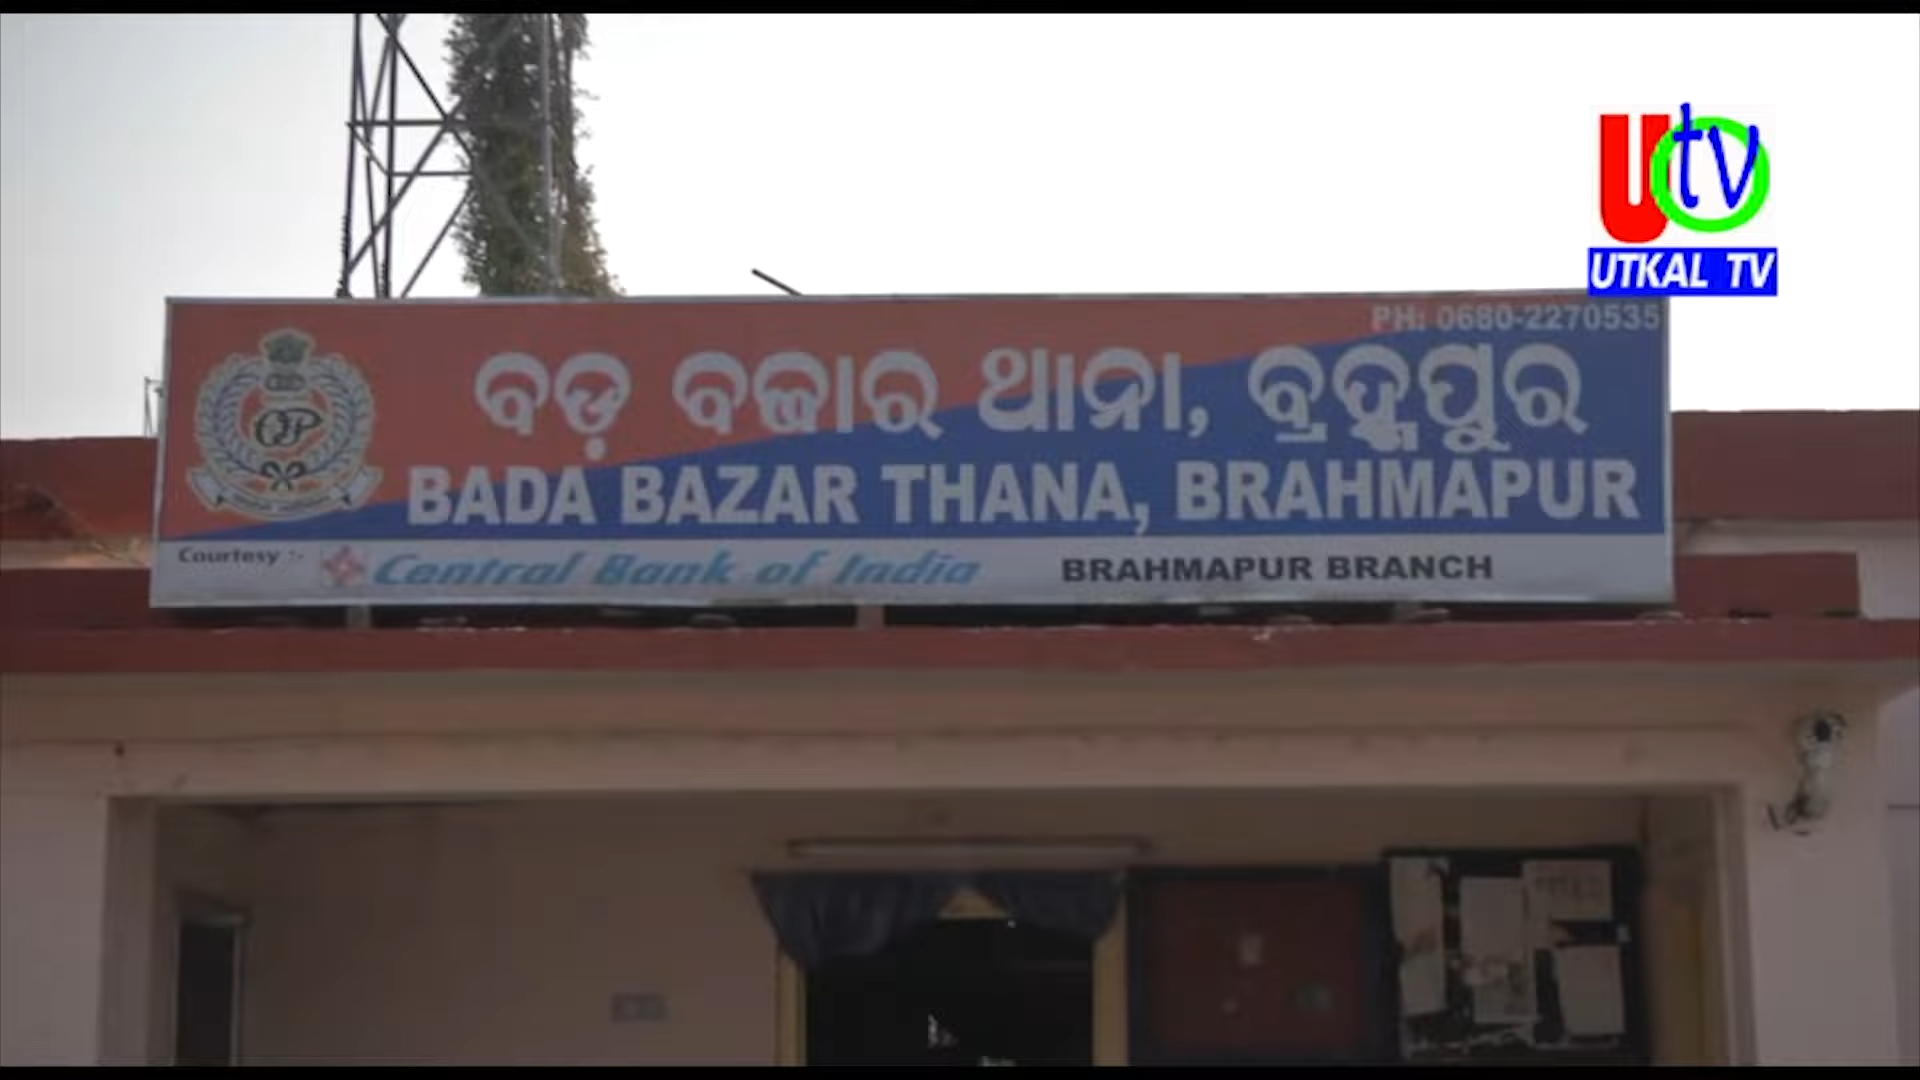 UTV
UTKAL TV
PH: 0680-2270535
ବଡ଼ ବଜାର ଥାନା, ବ୍ରହ୍ମପୁର
BADA BAZAR THANA, BRAHMAPUR
Courtesy :- Central Bank of India BRAHMAPUR BRANCH